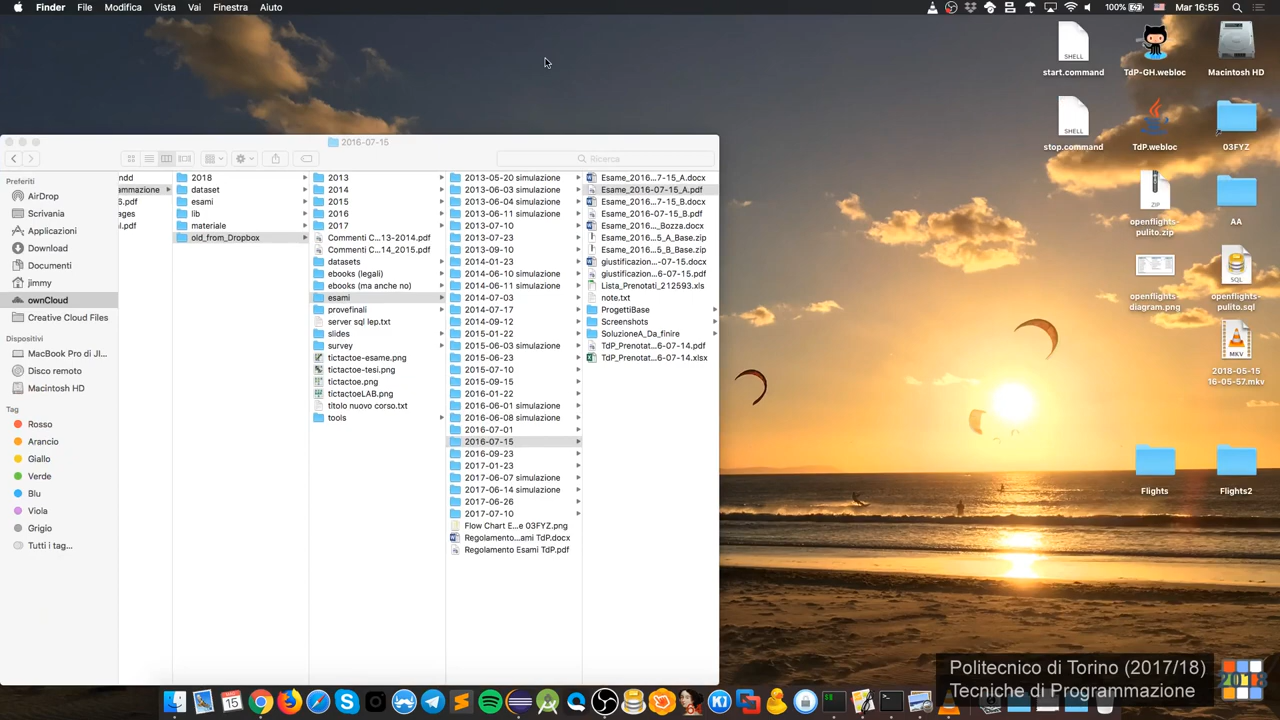 Finder File Modifica Vista Vai Finestra Aiuto
100% Mar 16:55
2016-07-15
Ricerca
Preferiti
AirDrop
Scrivania
Applicazioni
Download
Documenti
jimmy
ownCloud
Creative Cloud Files
Dispositivi
MacBook Pro di JI...
Disco remoto
Macintosh HD
Tag
Rosso
Arancio
Giallo
Verde
Blu
Viola
Grigio
Tutti i tag...
ndd
ammazione
6.pdf
ages
al.pdf
2018
dataset
esami
lib
materiale
old_from_Dropbox
2013
2014
2015
2016
2017
Commenti C...13-2014.pdf
Commenti C...14_2015.pdf
datasets
ebooks (legali)
ebooks (ma anche no)
esami
provefinali
server sql lep.txt
slides
survey
tictactoe-esame.png
tictactoe-tesi.png
tictactoe.png
tictactoeLAB.png
titolo nuovo corso.txt
tools
2013-05-20 simulazione
2013-06-03 simulazione
2013-06-04 simulazione
2013-06-11 simulazione
2013-07-10
2013-07-23
2013-09-10
2014-01-23
2014-06-10 simulazione
2014-06-11 simulazione
2014-07-03
2014-07-17
2014-09-12
2015-01-22
2015-06-03 simulazione
2015-06-23
2015-07-10
2015-09-15
2016-01-22
2016-06-01 simulazione
2016-06-08 simulazione
2016-07-01
2016-07-15
2016-09-23
2017-01-23
2017-06-07 simulazione
2017-06-14 simulazione
2017-06-26
2017-07-10
Flow Chart E...e 03FYZ.png
Regolamento...ami TdP.docx
Regolamento Esami TdP.pdf
Esame_2016...7-15_A.docx
Esame_2016-07-15_A.pdf
Esame_2016...7-15_B.docx
Esame_2016-07-15_B.pdf
Esame_2016..._Bozza.docx
Esame_2016...5_A_Base.zip
Esame_2016...5_B_Base.zip
giustificazion...-07-15.docx
giustificazion...6-07-15.pdf
Lista_Prenotati_212593.xls
note.txt
ProgettiBase
Screenshots
SoluzioneA_Da_finire
TdP_Prenotat...6-07-14.pdf
TdP_Prenotat...6-07-14.xlsx
SHELL
start.command
TdP-GH.webloc
Macintosh HD
SHELL
stop.command
TdP.webloc
03FYZ
ZIP
openflights-
pulito.zip
AA
openflights-
diagram.png
SQL
openflights-
pulito.sql
MKV
2018-05-15
16-05-57.mkv
Flights
Flights2
Politecnico di Torino (2017/18)
Tecniche di Programmazione
2018
MAG
15